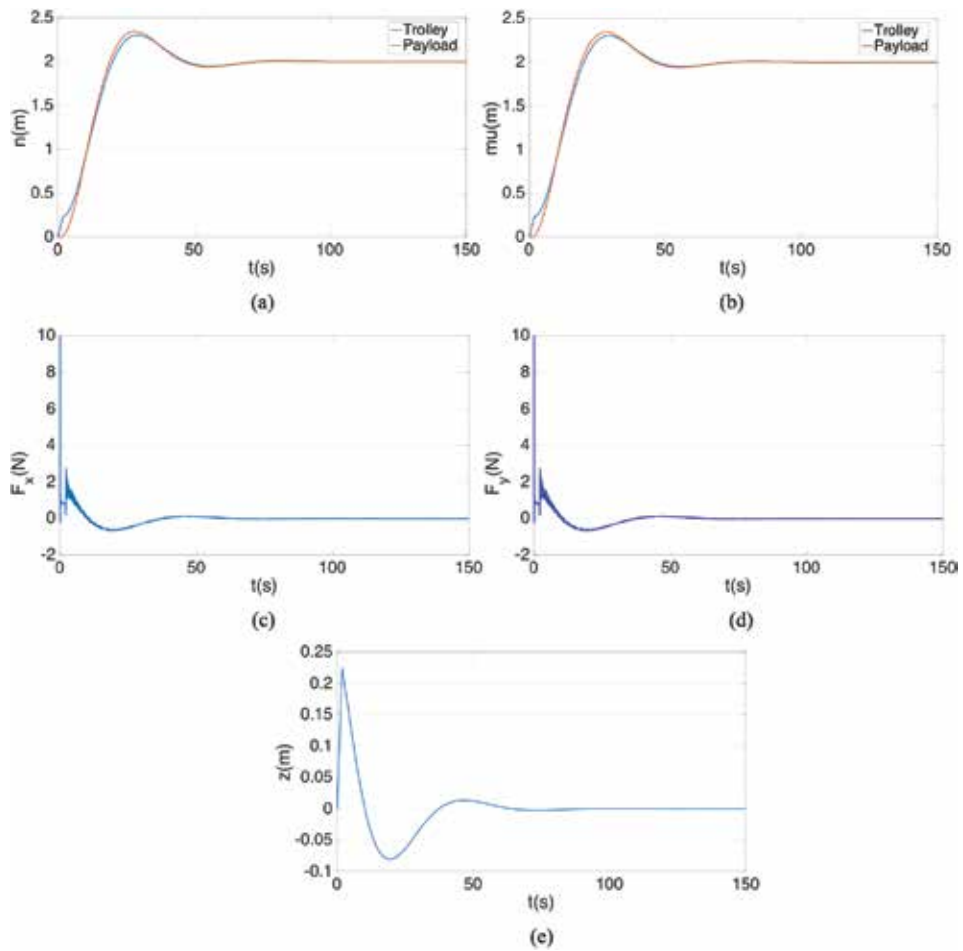 2.5 2.5
Trolley Trolley
Payload Payload
2 2
1.5 1.5
n(m) mu(m)
1 1
0.5 0.5
0 0
0 50 100 150 0 50 100 150
t(s) t(s)
(a) (b)
10 10
8 8
6 6
4 4
F_x(N) F_y(N)
2 2
0 0
-2 -2
0 50 100 150 0 50 100 150
t(s) t(s)
(c) (d)
0.25
0.2
0.15
0.1
z(m)
0.05
0
-0.05
-0.1
0 50 100 150
t(s)
(e)